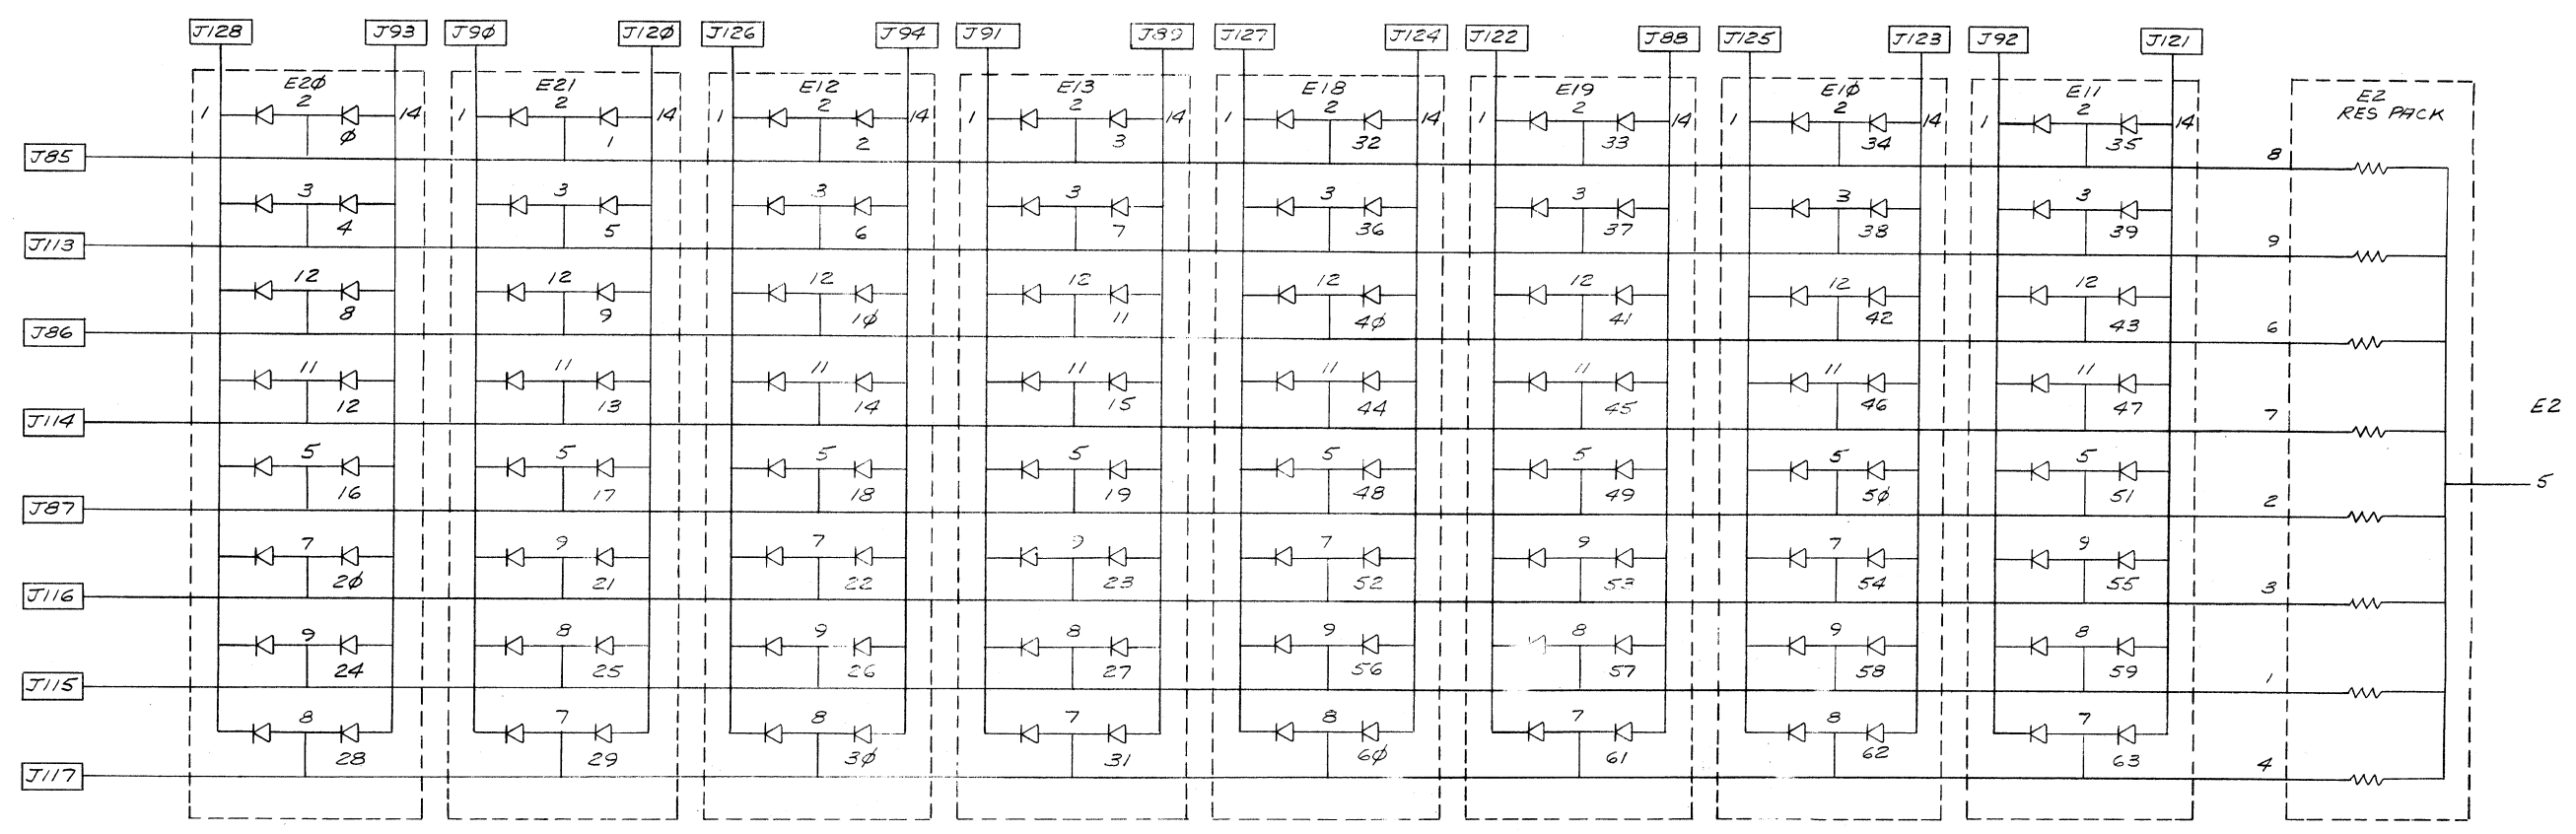 J128 J93 J9Ø J12Ø J126 J94 J91 J89 J127 J124 J122 J88 J125 J123 J92 J121
E2Ø E21 E12 E13 E18 E19 E1Ø E11 E2
RES PACK
1 2 14 1 2 14 1 2 14 1 2 14 1 2 14 1 2 14 1 2 14 1 2 14
Ø 1 2 3 32 33 34 35
J85 8
3 3 3 3 3 3 3 3
4 5 6 7 36 37 38 39
J113 9
12 12 12 12 12 12 12 12
8 9 1Ø 11 4Ø 41 42 43
J86 6
11 11 11 11 11 11 11 11
12 13 14 15 44 45 46 47
J114 7
E2
5 5 5 5 5 5 5 5
16 17 18 19 48 49 5Ø 51
5
J87 2
7 9 7 9 7 9 7 9
2Ø 21 22 23 52 53 54 55
J116 3
9 8 9 8 9 8 9 8
24 25 26 27 56 57 58 59
J115 1
8 7 8 7 8 7 8 7
28 29 3Ø 31 6Ø 61 62 63
J117 4